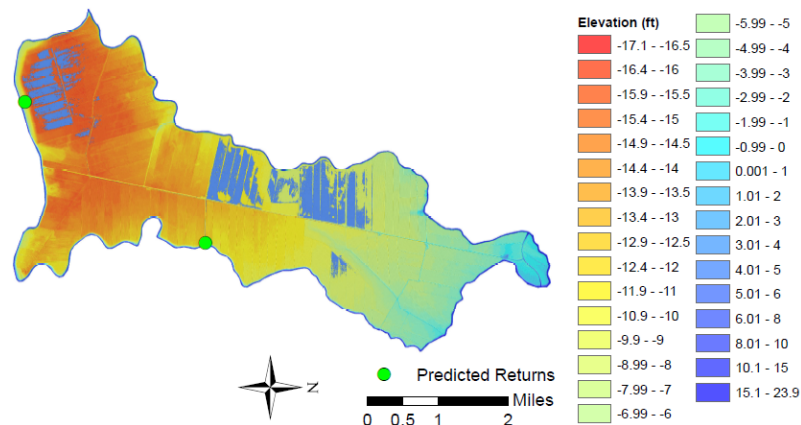 Elevation (ft)
-17.1 - -16.5
-16.4 - -16
-15.9 - -15.5
-15.4 - -15
-14.9 - -14.5
-14.4 - -14
-13.9 - -13.5
-13.4 - -13
-12.9 - -12.5
-12.4 - -12
-11.9 - -11
-10.9 - -10
-9.9 - -9
-8.99 - -8
-7.99 - -7
-6.99 - -6
-5.99 - -5
-4.99 - -4
-3.99 - -3
-2.99 - -2
-1.99 - -1
-0.99 - 0
0.001 - 1
1.01 - 2
2.01 - 3
3.01 - 4
4.01 - 5
5.01 - 6
6.01 - 8
8.01 - 10
10.1 - 15
15.1 - 23.9
N
Predicted Returns
Miles
0 0.5 1 2